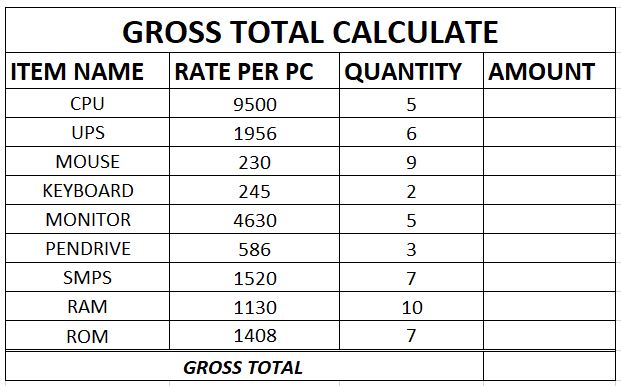 GROSS TOTAL CALCULATE
ITEM NAME RATE PER PC QUANTITY AMOUNT
CPU 9500 5
UPS 1956 6
MOUSE 230 9
KEYBOARD 245 2
MONITOR 4630 5
PENDRIVE 586 3
SMPS 1520 7
RAM 1130 10
ROM 1408 7
GROSS TOTAL